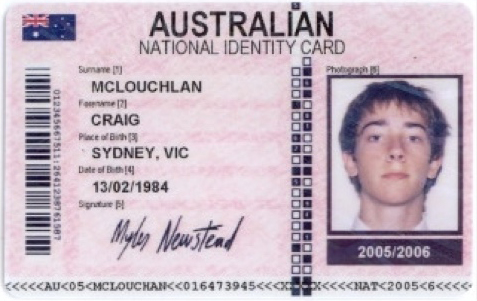 AUSTRALIAN
NATIONAL IDENTITY CARD
Surname [1]
MCLOUCHLAN
Forename [2]
CRAIG
Place of Birth [3]
SYDNEY, VIC
Date of Birth [4]
13/02/1984
Signature [5]
Myles Newstead
Photograph [6]
2005/2006
<<<<<AU<05<MCLOUCHAN<<016473945<<<X
<<<NAT<2005<6<<<<<